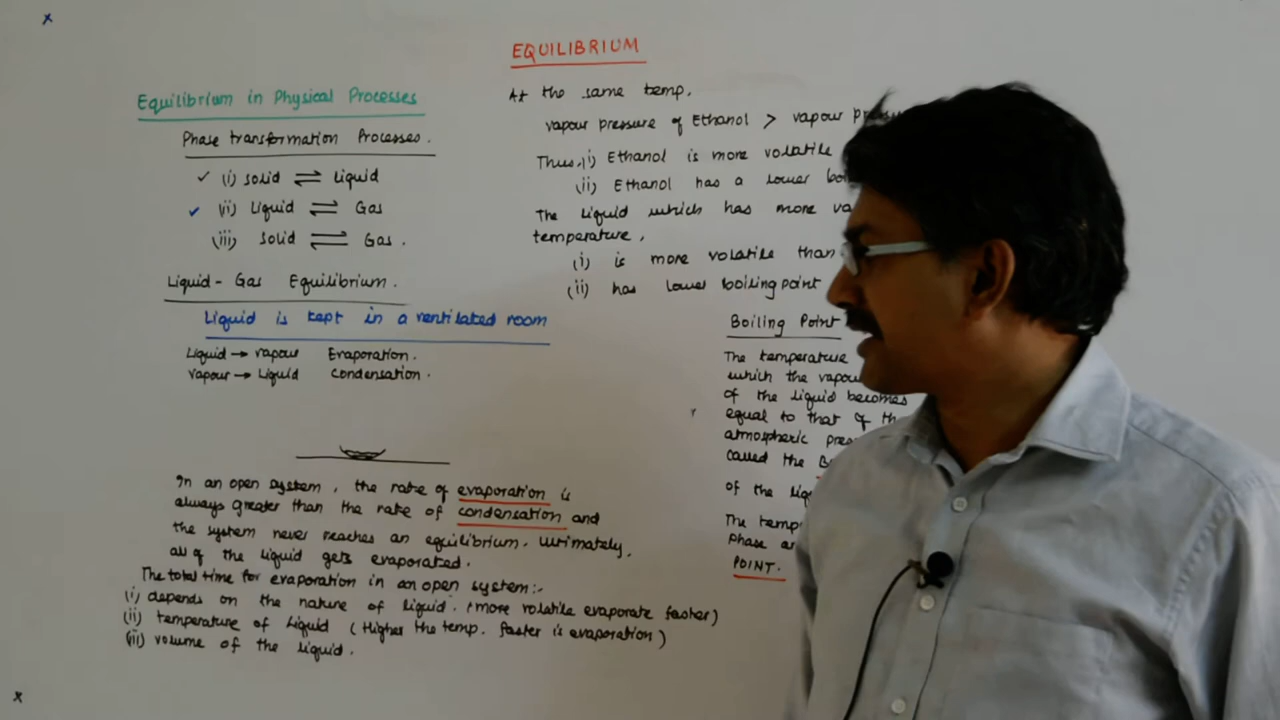 EQUILIBRIUM
Equilibrium in Physical Processes
Phase transformation Processes.
(i) solid ⇌ Liquid
(ii) Liquid ⇌ Gas
(iii) Solid ⇌ Gas.
Liquid - Gas Equilibrium.
Liquid is kept in a ventilated room
Liquid → vapour Evaporation.
Vapour → Liquid Condensation.
In an open system, the rate of evaporation is
always greater than the rate of condensation and
the system never reaches an equilibrium. Ultimately,
all of the liquid gets evaporated.
The total time for evaporation in an open system:-
(i) depends on the nature of liquid. (more volatile evaporate faster)
(ii) temperature of liquid (Higher the temp. faster is evaporation)
(iii) volume of the liquid.
At the same temp.
vapour pressure of Ethanol > vapour
Thus,(i) Ethanol is more volatile
(ii) Ethanol has a lower
The Liquid which has more
temperature,
(i) is more volatile than
(ii) has lower boiling point
Boiling Point
The temperature
which the
of the liquid becomes
equal to that of
atmospheric
called the
of the
The
Phase
POINT.